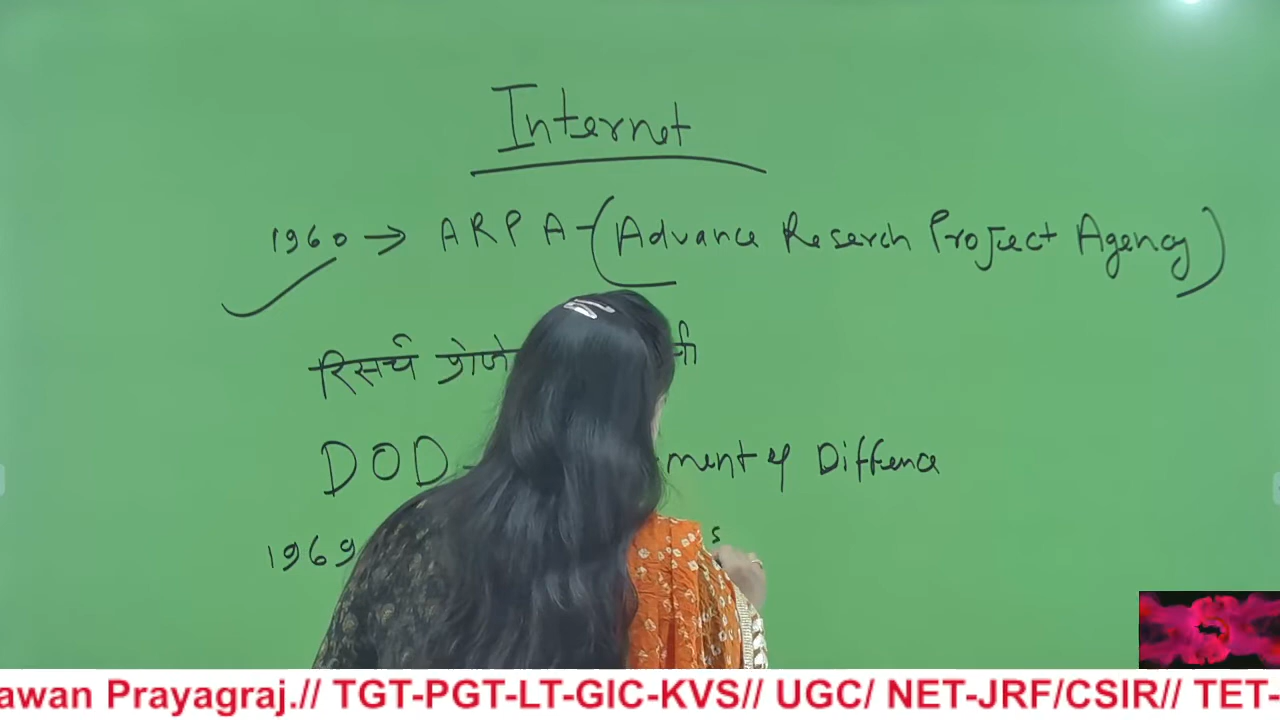 Internet
1960 → ARPA - (Advance Reserch Project Agency)
रिसर्च
DOD - ment of Diffence
1969 s
awan Prayagraj.// TGT-PGT-LT-GIC-KVS// UGC/ NET-JRF/CSIR// TET-